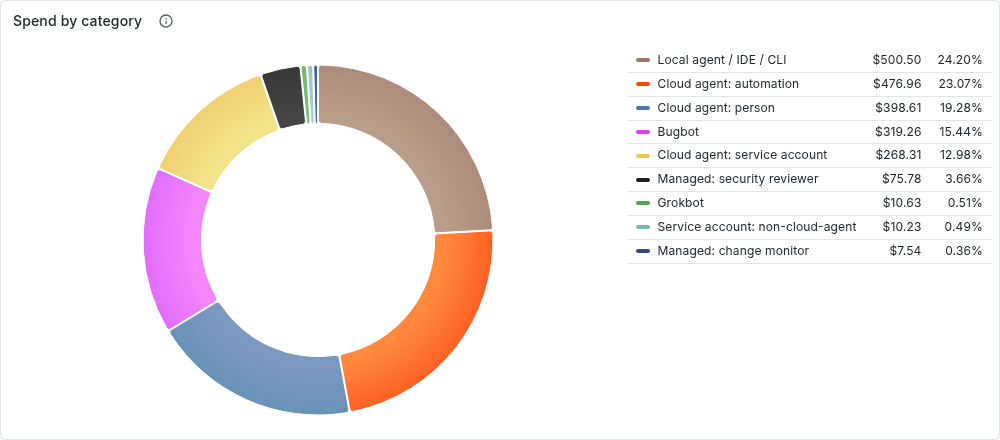 Spend by category
Local agent / IDE / CLI $500.50 24.20%
Cloud agent: automation $476.96 23.07%
Cloud agent: person $398.61 19.28%
Bugbot $319.26 15.44%
Cloud agent: service account $268.31 12.98%
Managed: security reviewer $75.78 3.66%
Grokbot $10.63 0.51%
Service account: non-cloud-agent $10.23 0.49%
Managed: change monitor $7.54 0.36%